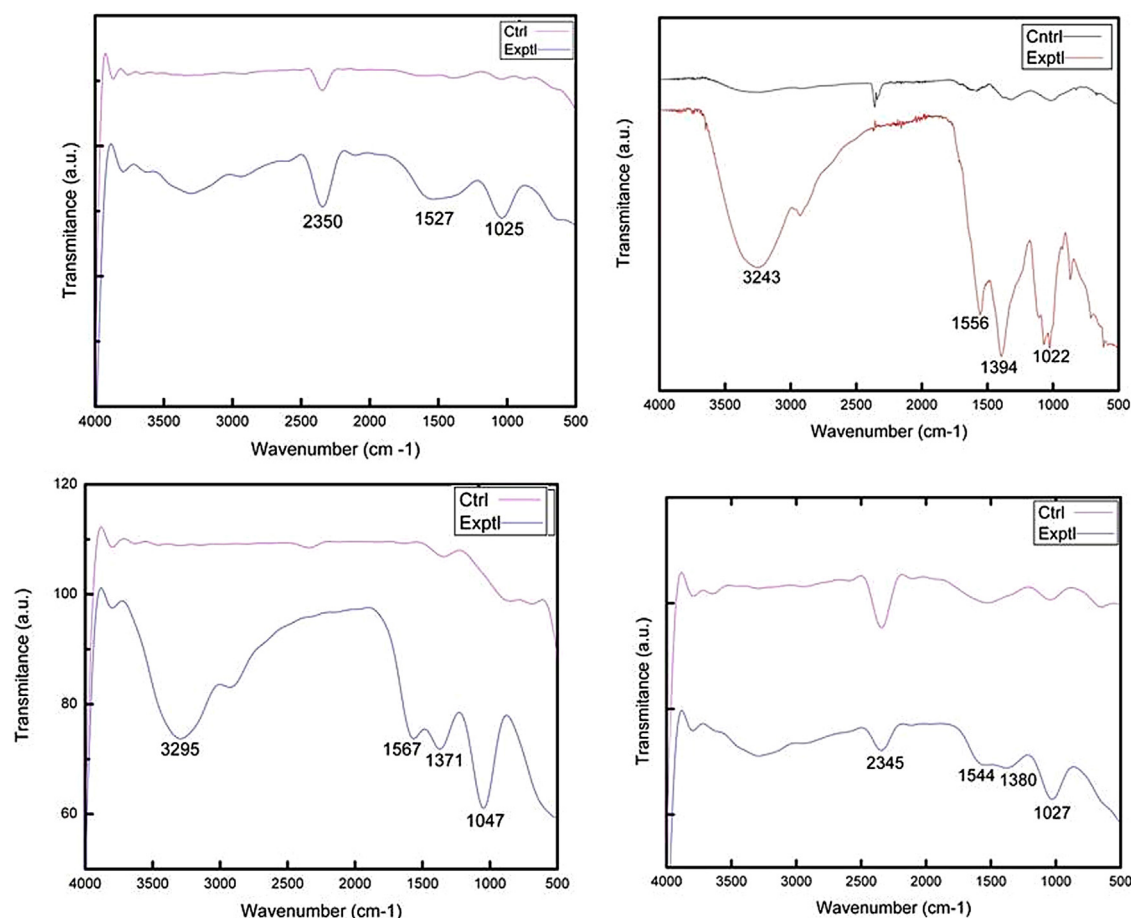 Ctrl
Exptl
Transmitance (a.u.)
2350
1527
1025
4000 3500 3000 2500 2000 1500 1000 500
Wavenumber (cm -1)
Cntrl
Exptl
Transmitance (a.u.)
3243
1556
1394
1022
4000 3500 3000 2500 2000 1500 1000 500
Wavenumber (cm-1)
120
100
80
60
Ctrl
Exptl
Transmitance (a.u.)
3295
1567
1371
1047
4000 3500 3000 2500 2000 1500 1000 500
Wavenumber (cm-1)
Ctrl
Exptl
Transmitance (a.u.)
2345
1544
1380
1027
4000 3500 3000 2500 2000 1500 1000 500
Wavenumber (cm-1)